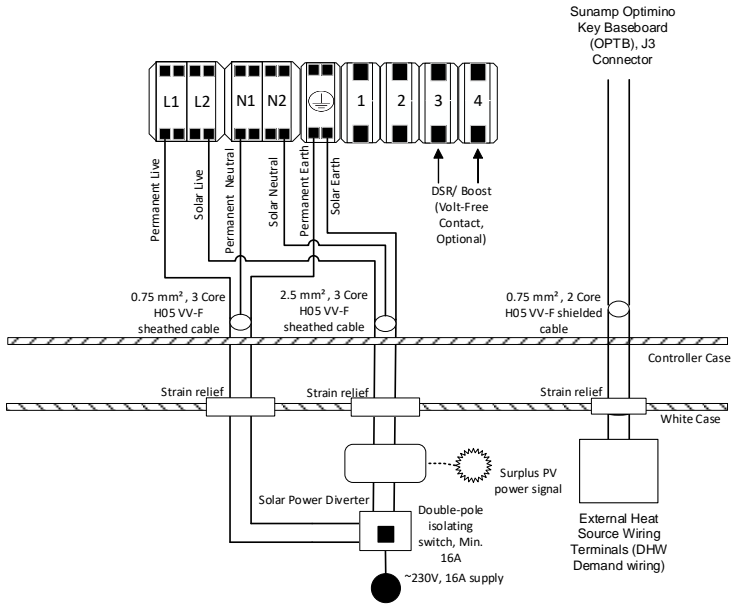 Sunamp Optimino
Key Baseboard
(OPTB), J3
Connector
L1
L2
N1
N2
1
2
3
4
Permanent Live
Solar Live
Permanent Neutral
Solar Neutral
Permanent Earth
Solar Earth
DSR/ Boost
(Volt-Free
Contact,
Optional)
0.75 mm², 3 Core
H05 VV-F
sheathed cable
2.5 mm², 3 Core
H05 VV-F
sheathed cable
0.75 mm², 2 Core
H05 VV-F shielded
cable
Controller Case
Strain relief
Strain relief
Strain relief
White Case
Surplus PV
power signal
Solar Power Diverter
Double-pole
isolating
switch, Min.
16A
~230V, 16A supply
External Heat
Source Wiring
Terminals (DHW
Demand wiring)